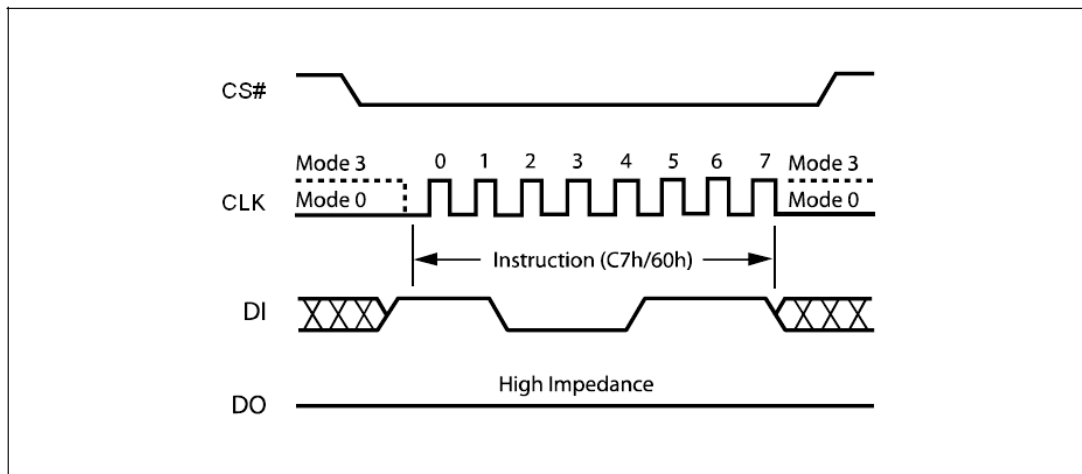 CS#
Mode 3
0 1 2 3 4 5 6 7
Mode 3
CLK
Mode 0
Mode 0
Instruction (C7h/60h)
DI
High Impedance
DO